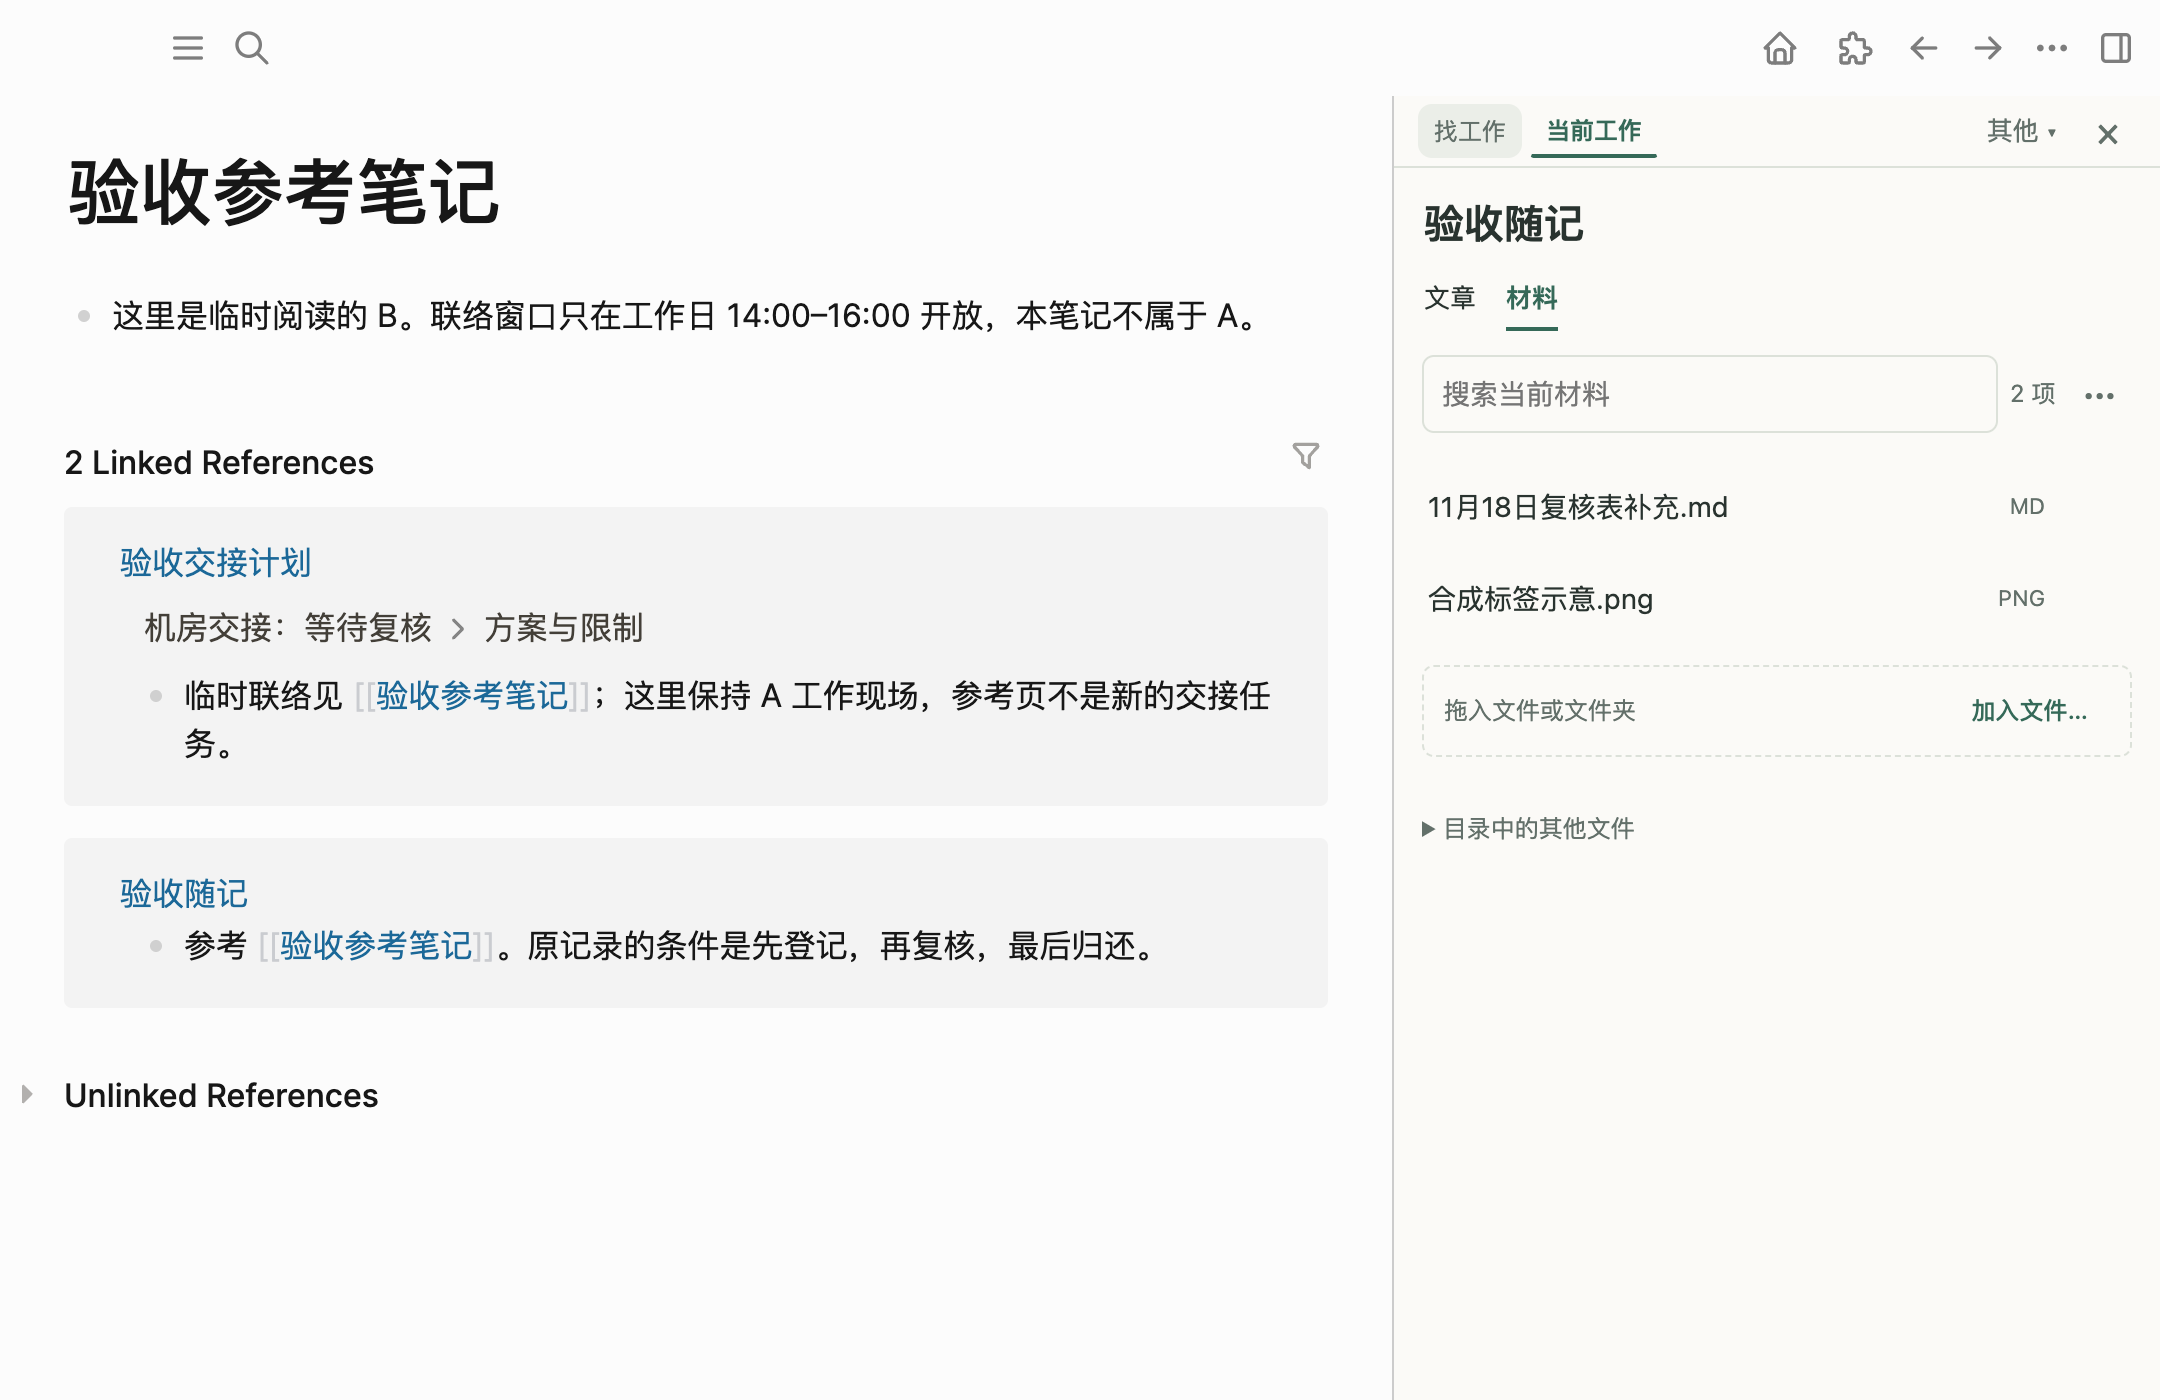 验收参考笔记
这里是临时阅读的 B。联络窗口只在工作日 14:00–16:00 开放，本笔记不属于 A。
2 Linked References
验收交接计划
机房交接：等待复核 > 方案与限制
临时联络见 [[验收参考笔记]]；这里保持 A 工作现场，参考页不是新的交接任
务。
验收随记
参考 [[验收参考笔记]]。原记录的条件是先登记，再复核，最后归还。
Unlinked References
找工作 当前工作 其他
验收随记
文章 材料
搜索当前材料 2 项
11月18日复核表补充.md MD
合成标签示意.png PNG
拖入文件或文件夹 加入文件...
目录中的其他文件